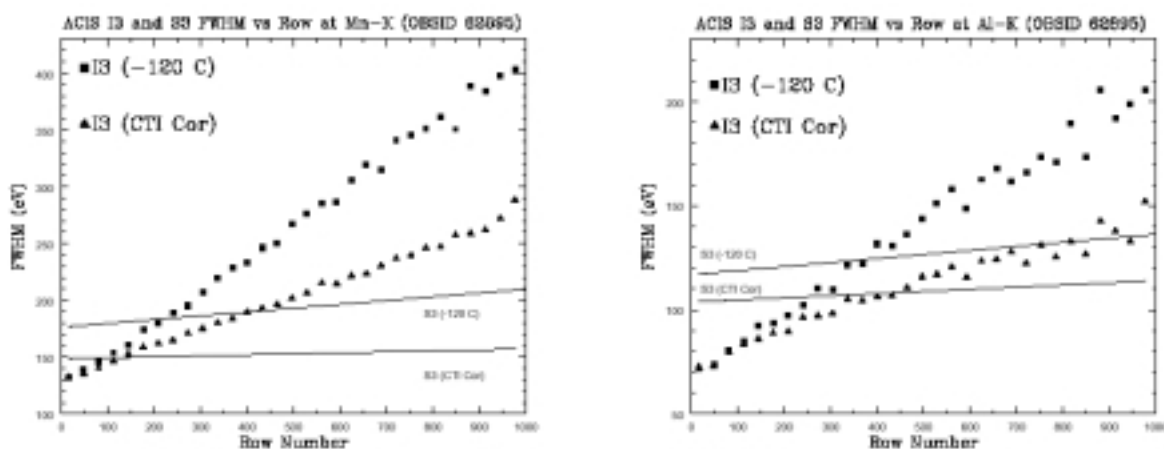 ACIS I3 and S3 FWHM vs Row at Mn-K (OBSID 62895)
400
350
300
250
200
150
100
FWHM (eV)
I3 (-120 C)
I3 (CTI Cor)
S3 (-120 C)
S3 (CTI Cor)
0 100 200 300 400 500 600 700 800 900 1000
Row Number
ACIS I3 and S3 FWHM vs Row at Al-K (OBSID 62895)
200
150
100
50
FWHM (eV)
I3 (-120 C)
I3 (CTI Cor)
S3 (-120 C)
S3 (CTI Cor)
0 100 200 300 400 500 600 700 800 900 1000
Row Number